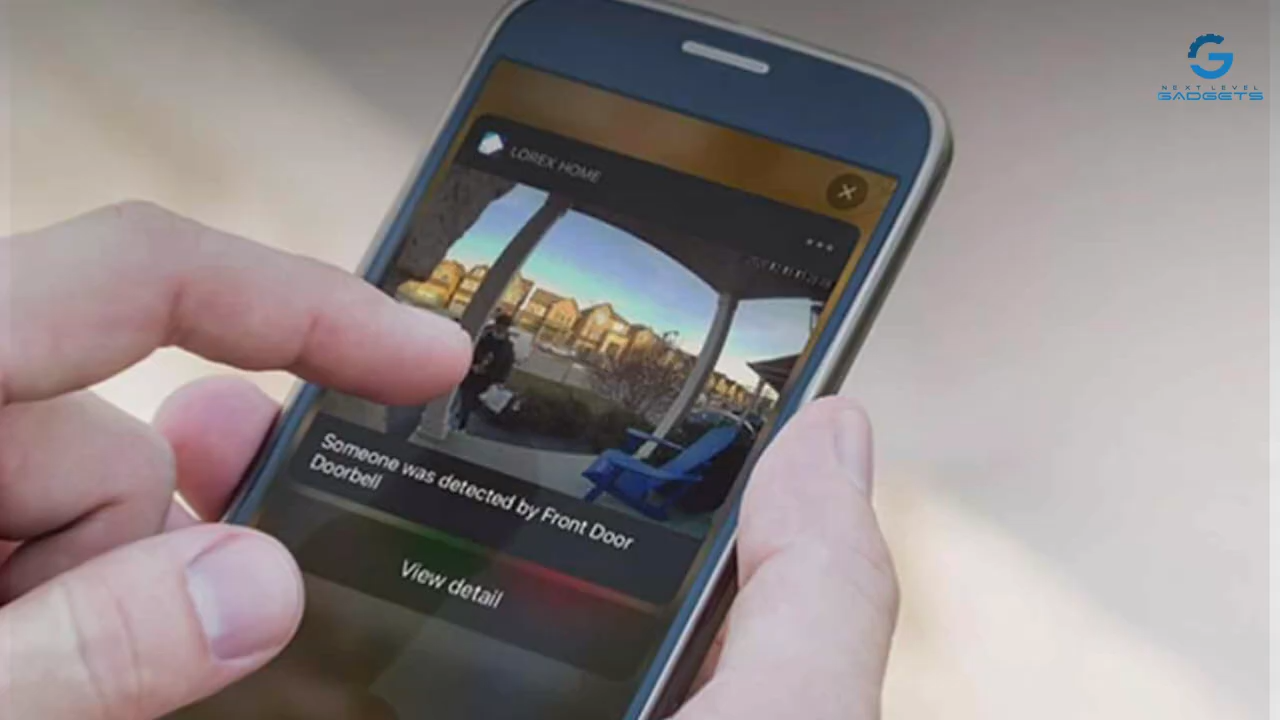 NEXT LEVEL
GADGETS
LOREX HOME
Someone was detected by Front Door
Doorbell
View detail